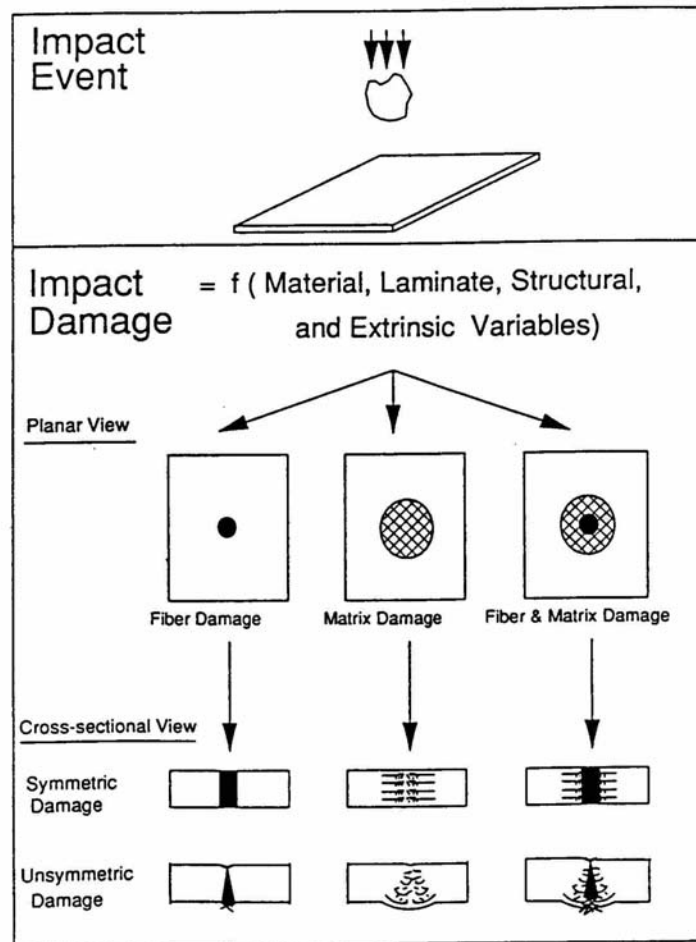 Impact
Event
Impact
Damage
= f ( Material, Laminate, Structural,
and Extrinsic Variables)
Planar View
Fiber Damage
Matrix Damage
Fiber & Matrix Damage
Cross-sectional View
Symmetric
Damage
Unsymmetric
Damage